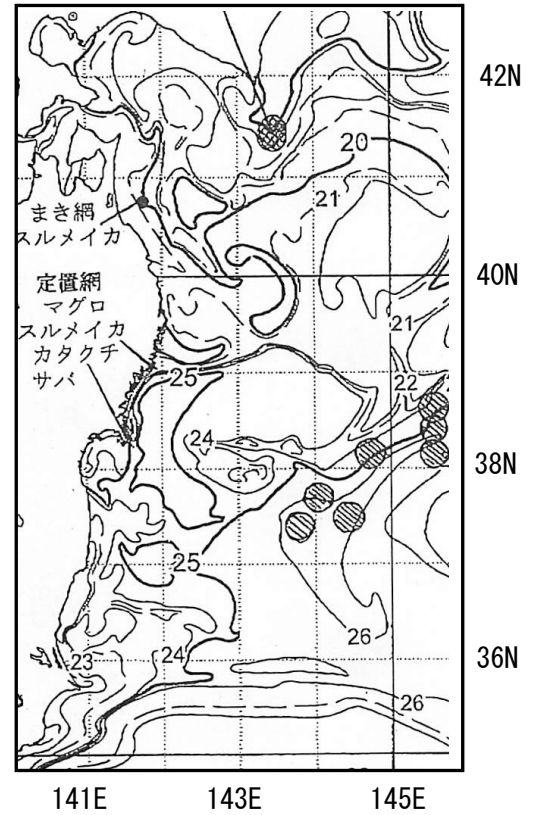 42N
20
21
まき網
スルメイカ
40N
定置網
マグロ
スルメイカ
カタクチ
サバ
21
25
22
24
38N
25
26
23
24
36N
26
141E
143E
145E